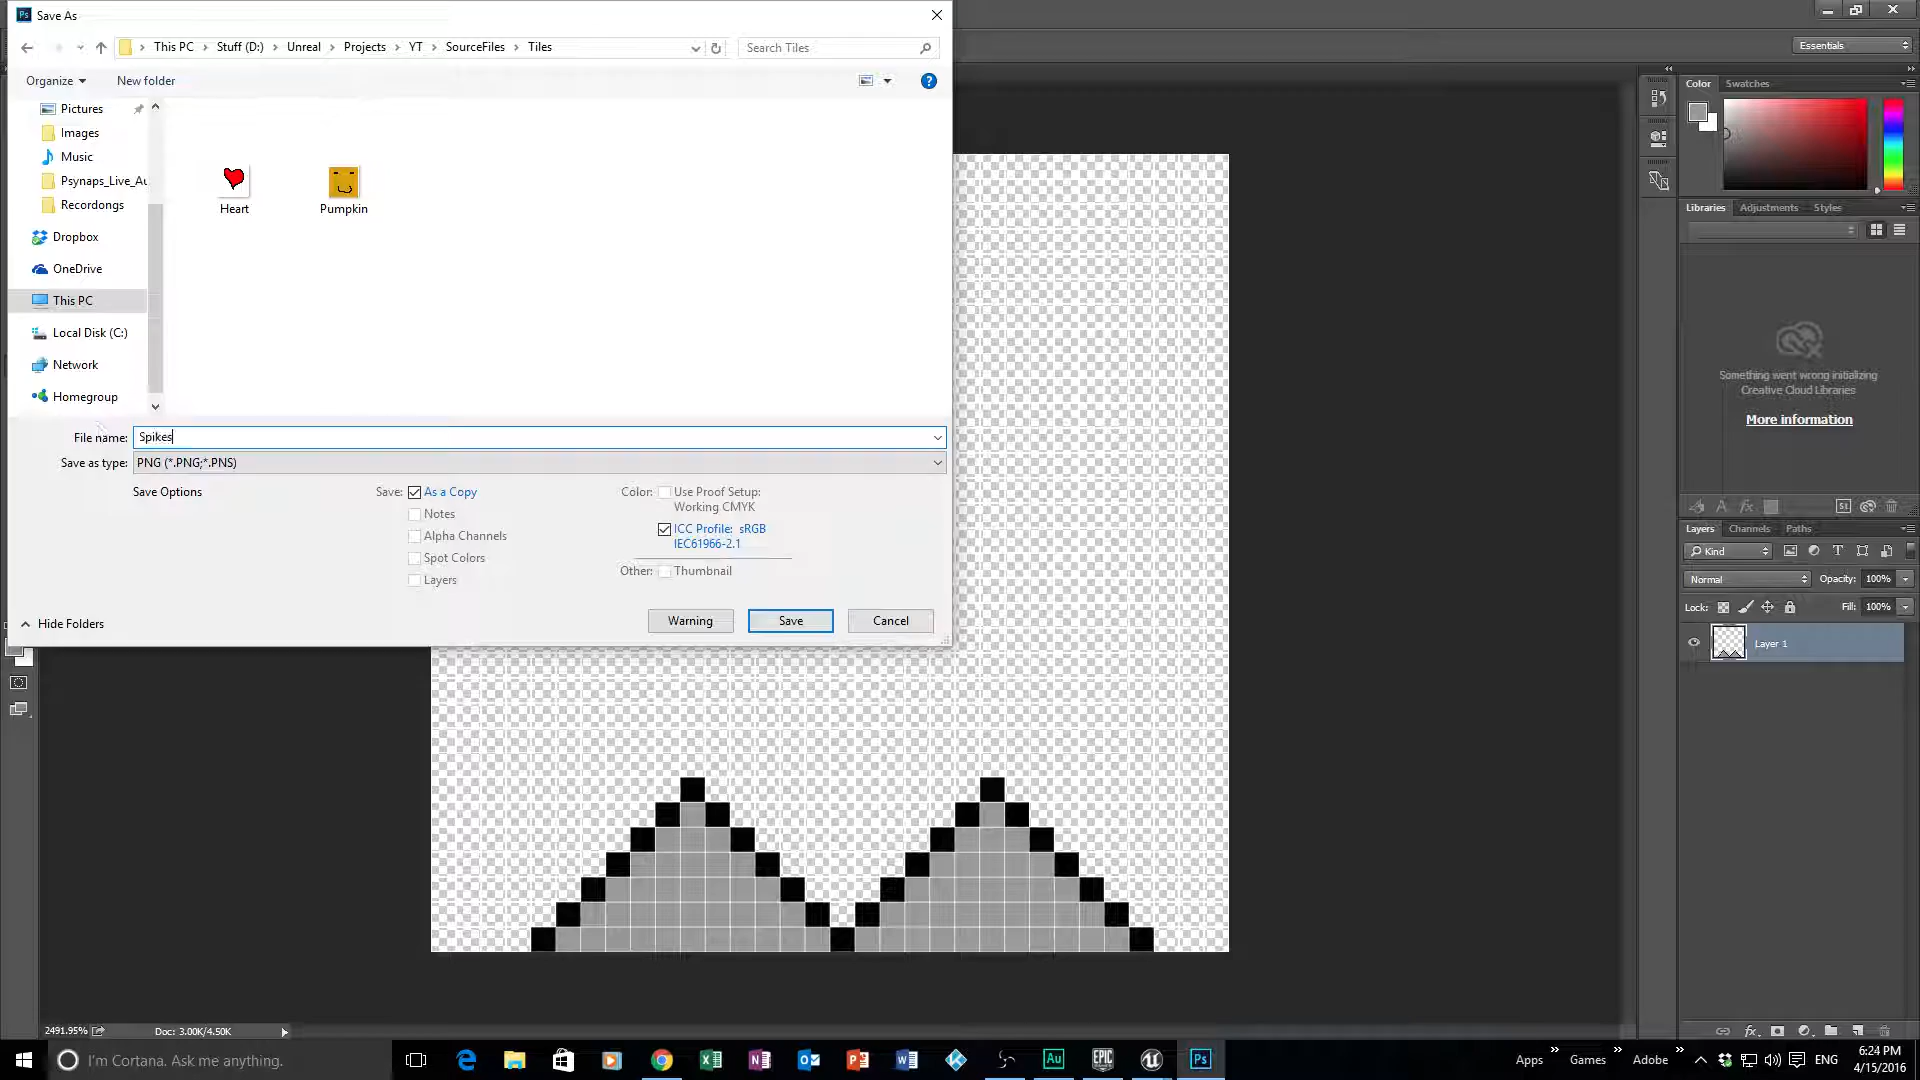 Save As
This PC > Stuff (D:) > Unreal > Projects > YT > SourceFiles > Tiles
Search Tiles
Essentials
Organize
New folder
Pictures
Images
Music
Psynaps_Live_Au
Recordongs
Dropbox
OneDrive
This PC
Local Disk (C:)
Network
Homegroup
Heart
Pumpkin
File name: Spikes
Save as type: PNG (*.PNG;*.PNS)
Save Options
Save: As a Copy
Notes
Alpha Channels
Spot Colors
Layers
Color: Use Proof Setup:
Working CMYK
ICC Profile: sRGB
IEC61966-2.1
Other: Thumbnail
Hide Folders
Warning
Save
Cancel
Color
Swatches
Libraries
Adjustments
Styles
Something went wrong initializing
Creative Cloud Libraries
More information
Layers
Channels
Paths
Kind
Normal
Opacity: 100%
Lock:
Fill: 100%
Layer 1
2491.95%
Doc: 3.00K/4.50K
I'm Cortana. Ask me anything.
Apps
Games
Adobe
ENG
6:24 PM
4/15/2016